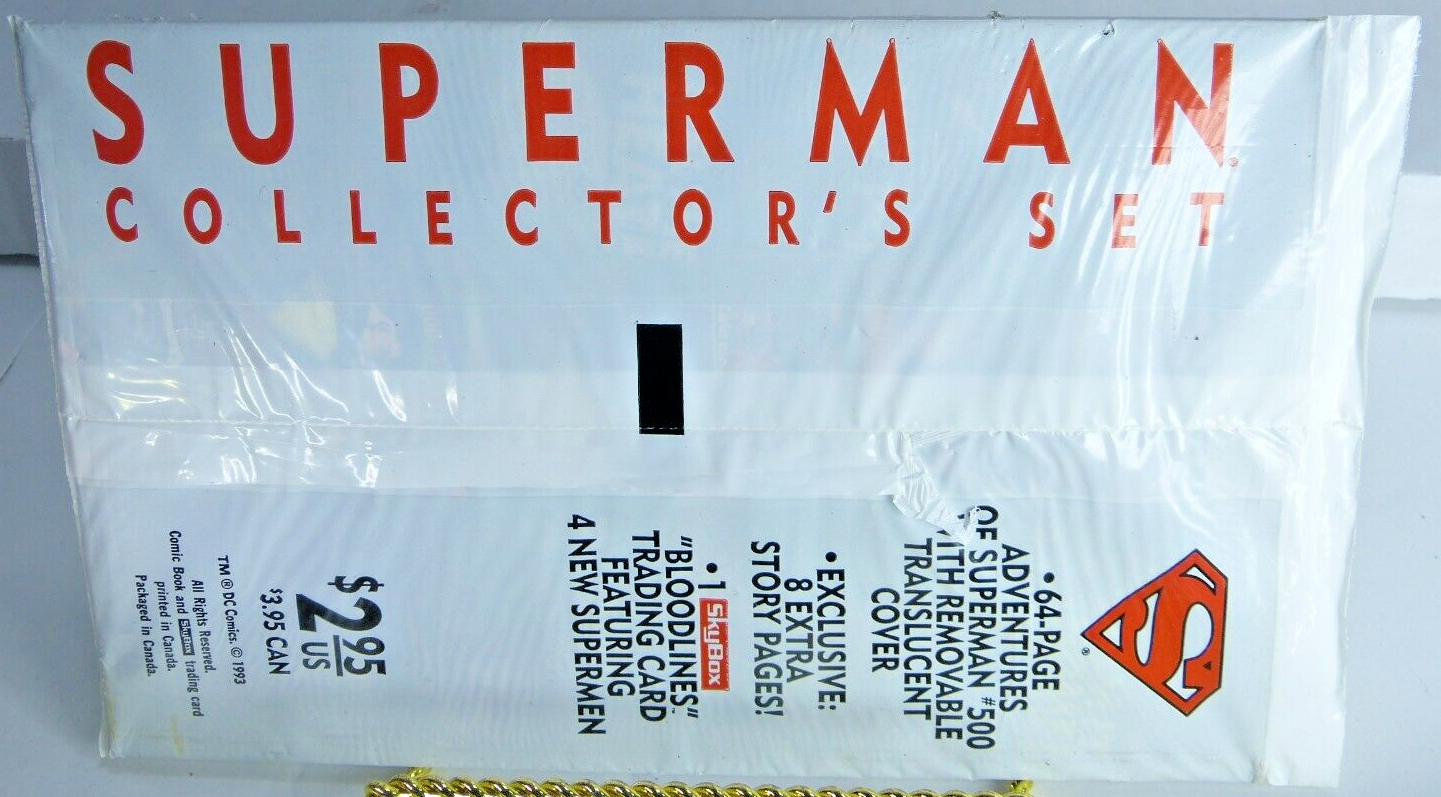 SUPERMAN®
COLLECTOR'S SET
S
®
• 64-PAGE
ADVENTURES
OF SUPERMAN #500
WITH REMOVABLE
TRANSLUCENT
COVER
• EXCLUSIVE:
8 EXTRA
STORY PAGES!
• 1 SkyBox
"BLOODLINES"™
TRADING CARD
FEATURING
4 NEW SUPERMEN
$2.95 US
$3.95 CAN
TM ® DC Comics. © 1993
All Rights Reserved.
Comic Book and SkyBox trading card
printed in Canada.
Packaged in Canada.